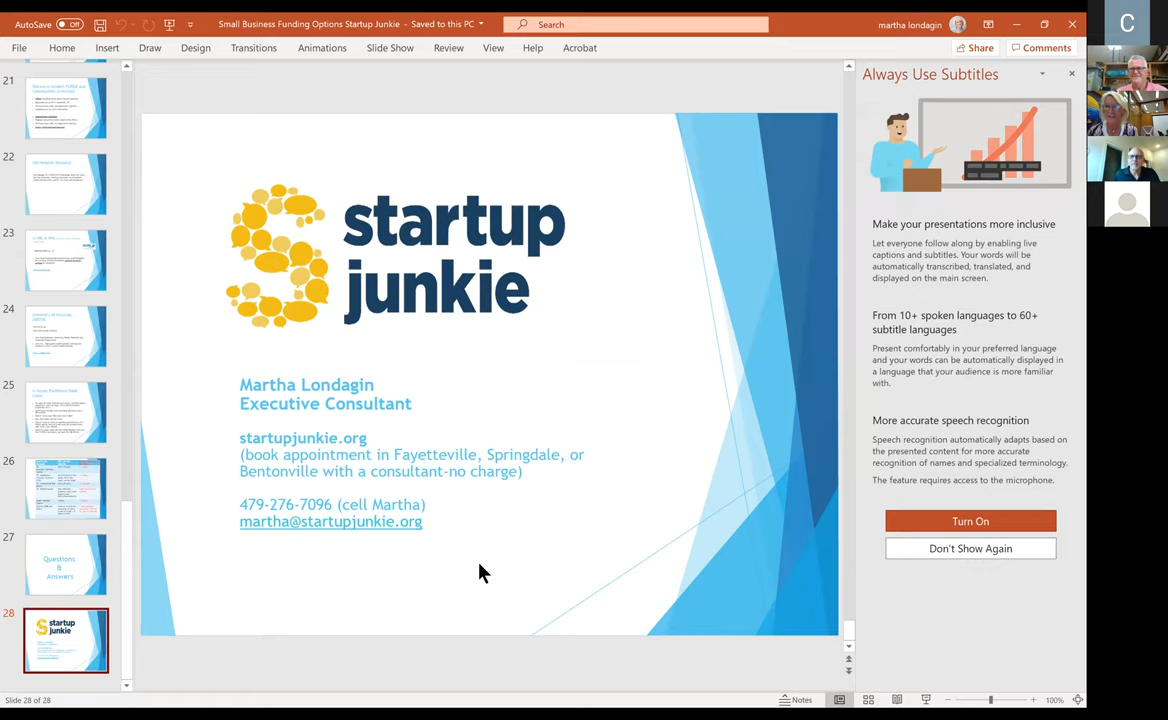 AutoSave Off
Small Business Funding Options Startup Junkie - Saved to this PC
Search
martha londagin
File Home Insert Draw Design Transitions Animations Slide Show Review View Help Acrobat
Share Comments
21
22
23
24
25
26
27
Questions
&
Answers
28
startup
junkie
startup
junkie
Martha Londagin
Executive Consultant
startupjunkie.org
(book appointment in Fayetteville, Springdale, or
Bentonville with a consultant-no charge)
479-276-7096 (cell Martha)
martha@startupjunkie.org
Always Use Subtitles
Make your presentations more inclusive
Let everyone follow along by enabling live
captions and subtitles. Your words will be
automatically transcribed, translated, and
displayed on the main screen.
From 10+ spoken languages to 60+
subtitle languages
Present comfortably in your preferred language
and your words can be automatically displayed in
a language that your audience is more familiar
with.
More accurate speech recognition
Speech recognition automatically adapts based on
the presented content for more accurate
recognition of names and specialized terminology.
The feature requires access to the microphone.
Turn On
Don't Show Again
C
Slide 28 of 28
Notes
100%